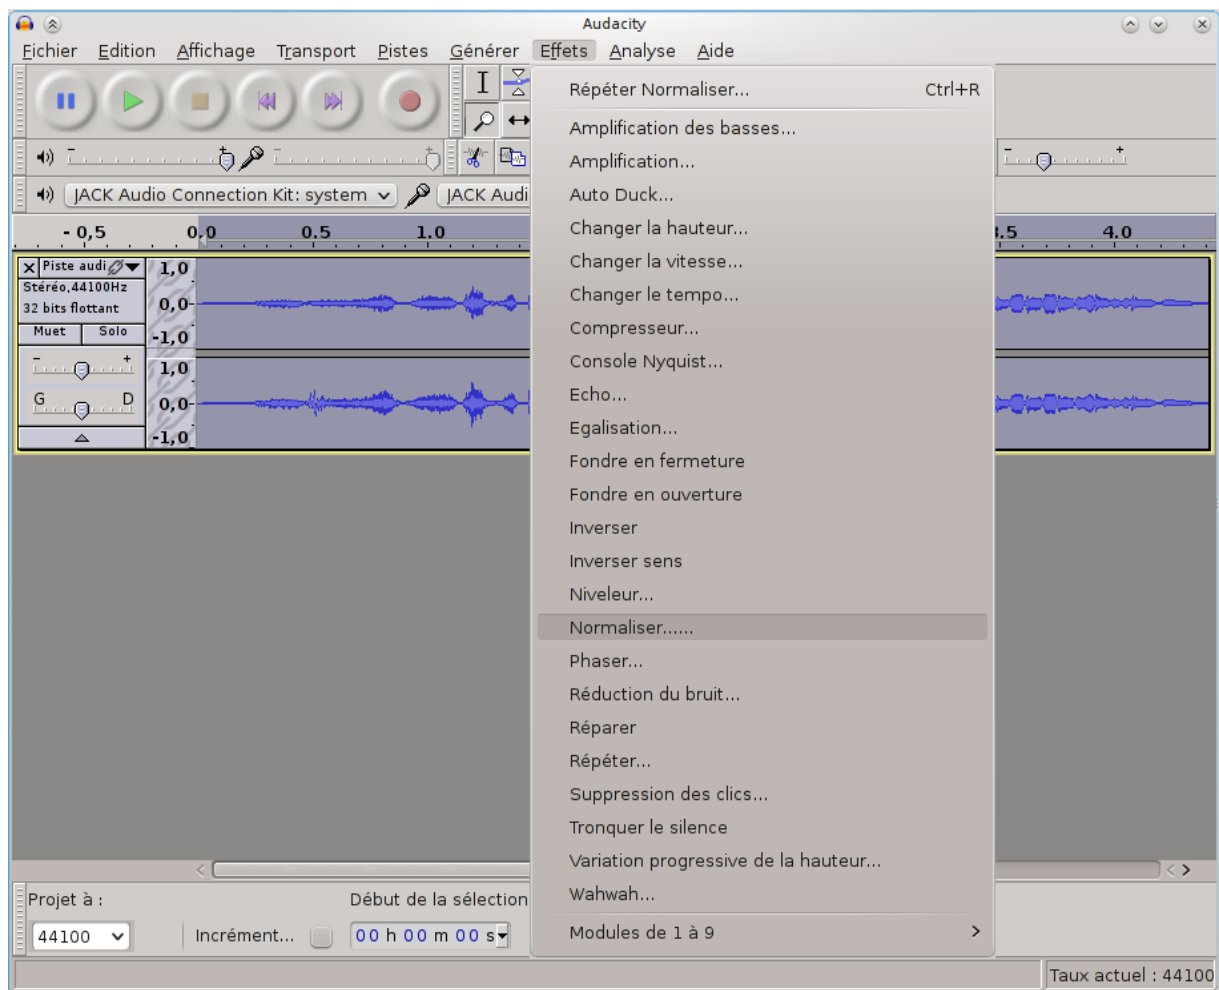 Audacity
Fichier Edition Affichage Transport Pistes Générer Effets Analyse Aide
Répéter Normaliser... Ctrl+R
Amplification des basses...
Amplification...
Auto Duck...
Changer la hauteur...
Changer la vitesse...
Changer le tempo...
Compresseur...
Console Nyquist...
Echo...
Egalisation...
Fondre en fermeture
Fondre en ouverture
Inverser
Inverser sens
Niveleur...
Normaliser......
Phaser...
Réduction du bruit...
Réparer
Répéter...
Suppression des clics...
Tronquer le silence
Variation progressive de la hauteur...
Wahwah...
Modules de 1 à 9
- +
- +
- +
JACK Audio Connection Kit: system JACK Audi
- 0,5 0,0 0.5 1.0 3.5 4.0
Piste audi
Stéréo,44100Hz
32 bits flottant
Muet Solo
- +
G D
1,0
0,0-
-1,0
1,0
0,0-
-1,0
Projet à : Début de la sélection
44100 Incrément... 00 h 00 m 00 s
Taux actuel : 44100